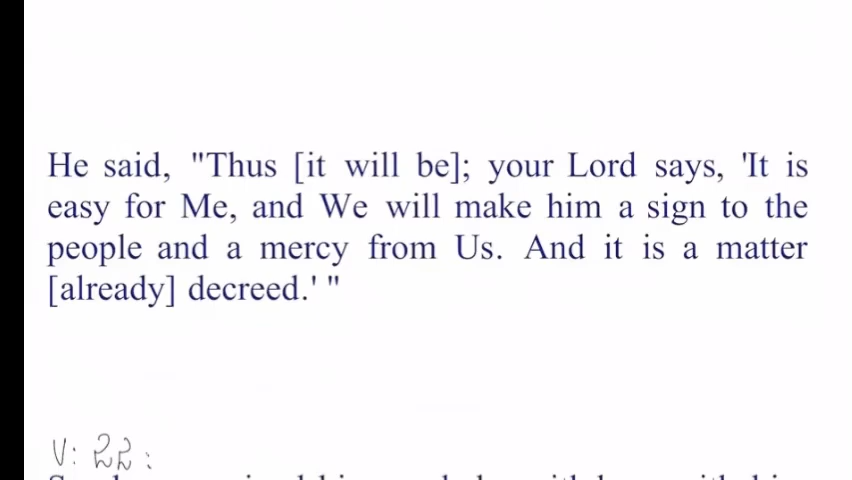 He said, "Thus [it will be]; your Lord says, 'It is
easy for Me, and We will make him a sign to the
people and a mercy from Us. And it is a matter
[already] decreed.' "
V: 22: